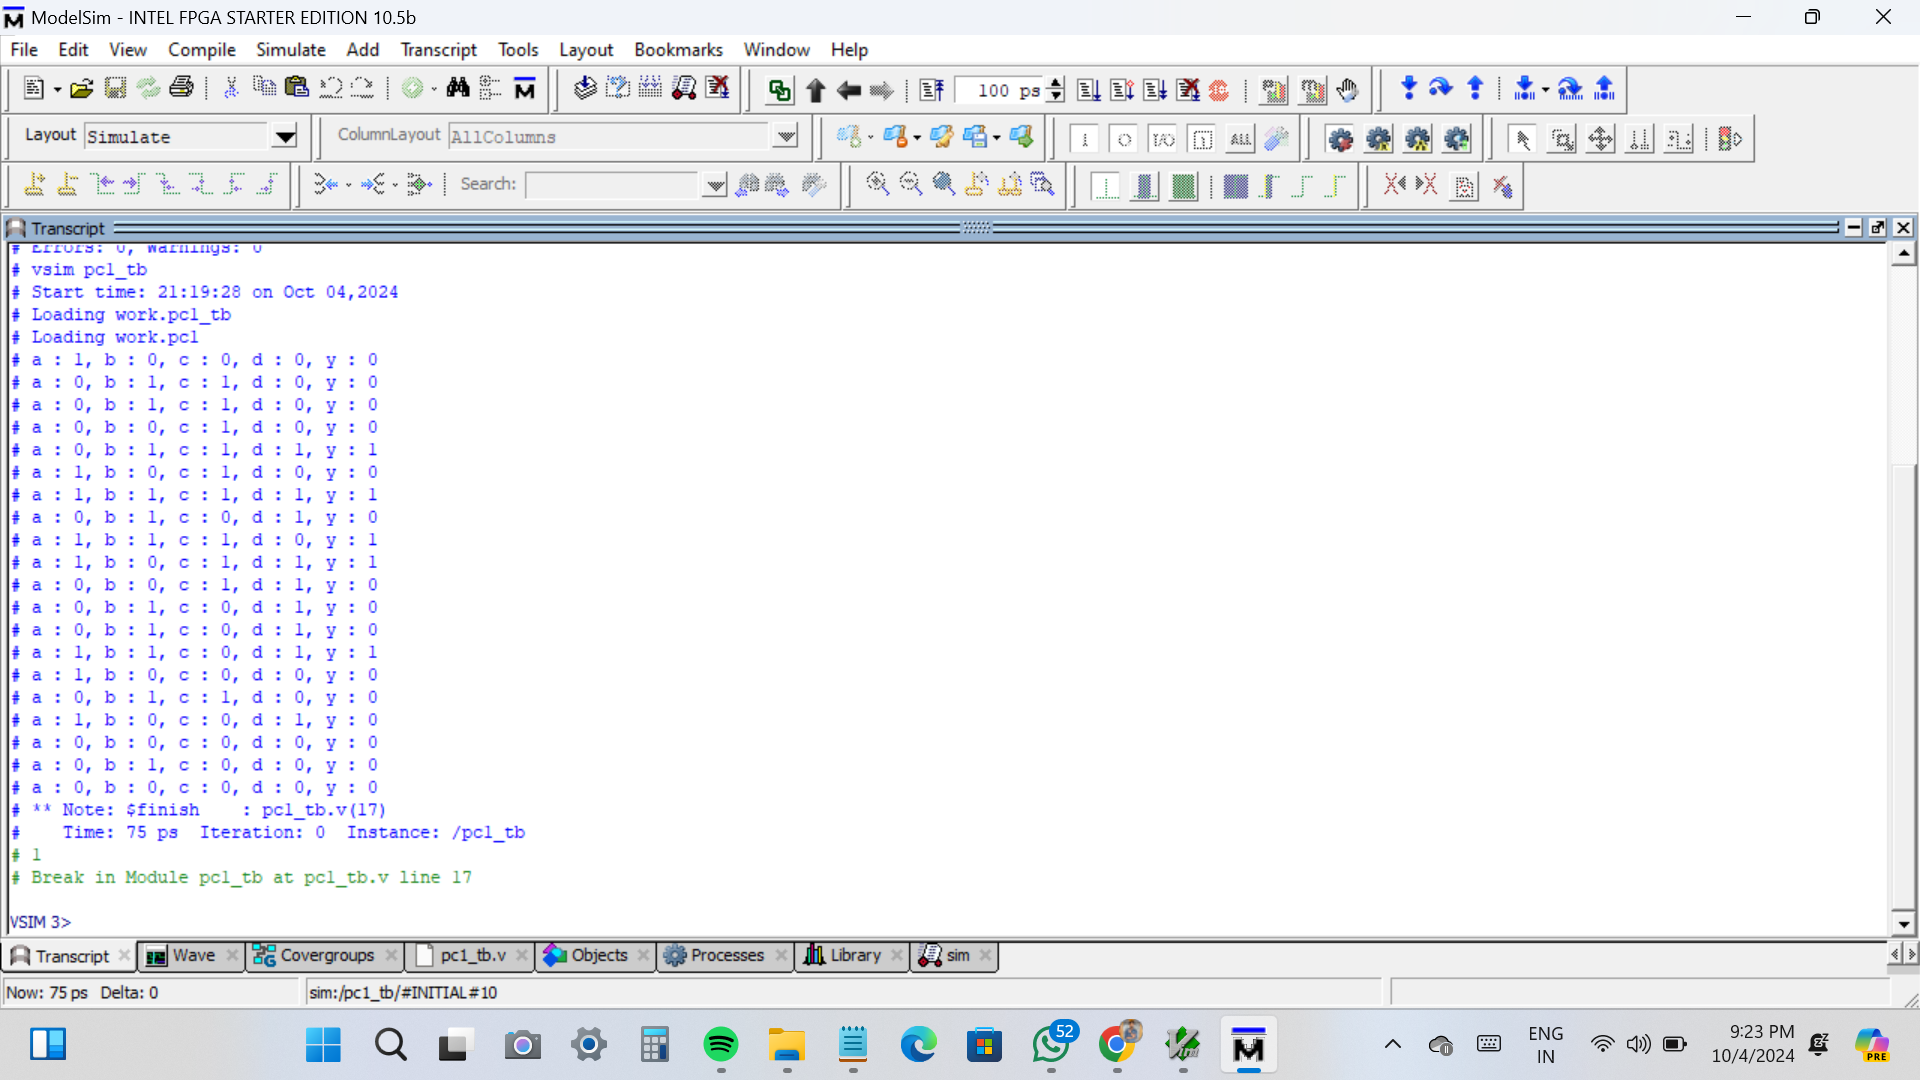 ModelSim - INTEL FPGA STARTER EDITION 10.5b
File Edit View Compile Simulate Add Transcript Tools Layout Bookmarks Window Help
100 ps
Layout Simulate
ColumnLayout AllColumns
ALL
Search:
Transcript
# Errors: 0, Warnings: 0
# vsim pc1_tb
# Start time: 21:19:28 on Oct 04,2024
# Loading work.pc1_tb
# Loading work.pc1
# a : 1, b : 0, c : 0, d : 0, y : 0
# a : 0, b : 1, c : 1, d : 0, y : 0
# a : 0, b : 1, c : 1, d : 0, y : 0
# a : 0, b : 0, c : 1, d : 0, y : 0
# a : 0, b : 1, c : 1, d : 1, y : 1
# a : 1, b : 0, c : 1, d : 0, y : 0
# a : 1, b : 1, c : 1, d : 1, y : 1
# a : 0, b : 1, c : 0, d : 1, y : 0
# a : 1, b : 1, c : 1, d : 0, y : 1
# a : 1, b : 0, c : 1, d : 1, y : 1
# a : 0, b : 0, c : 1, d : 1, y : 0
# a : 0, b : 1, c : 0, d : 1, y : 0
# a : 0, b : 1, c : 0, d : 1, y : 0
# a : 1, b : 1, c : 0, d : 1, y : 1
# a : 1, b : 0, c : 0, d : 0, y : 0
# a : 0, b : 1, c : 1, d : 0, y : 0
# a : 1, b : 0, c : 0, d : 1, y : 0
# a : 0, b : 0, c : 0, d : 0, y : 0
# a : 0, b : 1, c : 0, d : 0, y : 0
# a : 0, b : 0, c : 0, d : 0, y : 0
# ** Note: $finish    : pc1_tb.v(17)
#    Time: 75 ps  Iteration: 0  Instance: /pc1_tb
# 1
# Break in Module pc1_tb at pc1_tb.v line 17
VSIM 3>
Transcript Wave Covergroups pc1_tb.v Objects Processes Library sim
Now: 75 ps Delta: 0 sim:/pc1_tb/#INITIAL#10
52
ENG
IN
9:23 PM
10/4/2024
PRE